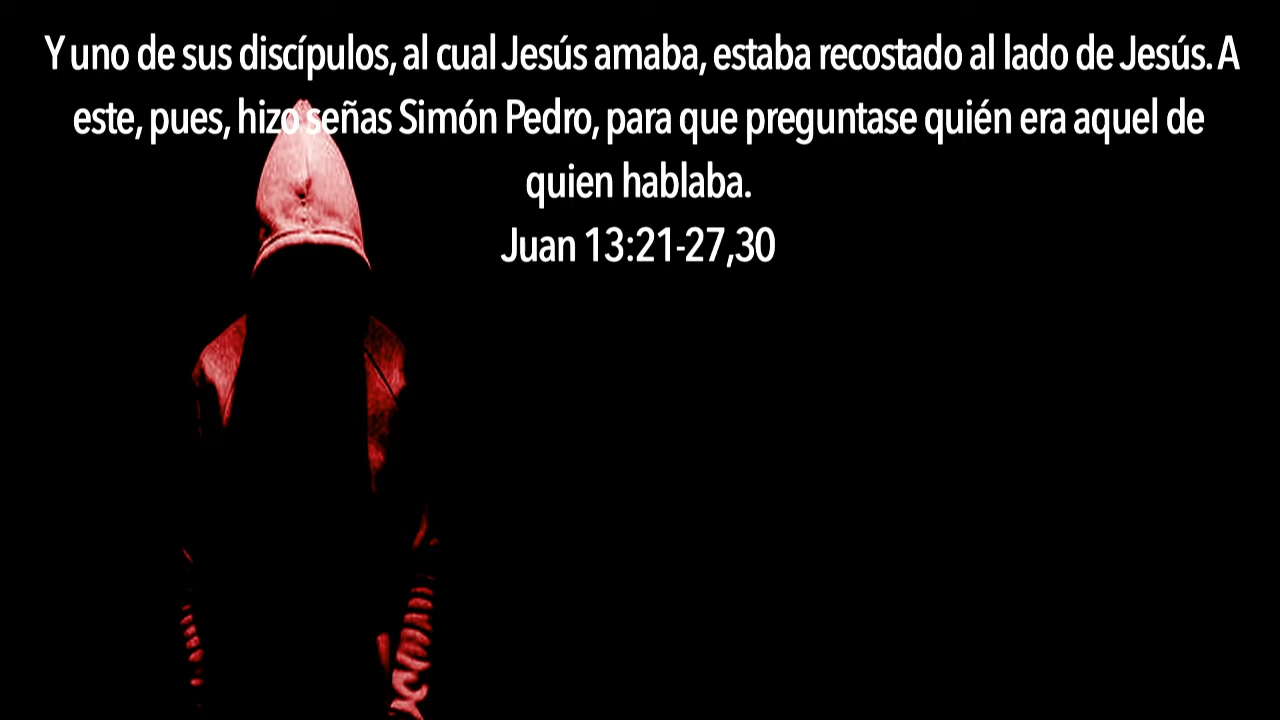 Y uno de sus discípulos, al cual Jesús amaba, estaba recostado al lado de Jesús. A
este, pues, hizo señas Simón Pedro, para que preguntase quién era aquel de
quien hablaba.
Juan 13:21-27,30